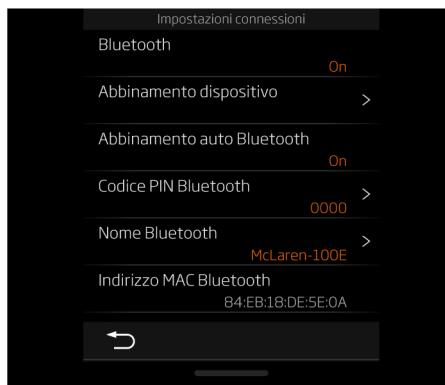 Impostazioni connessioni
Bluetooth
On
Abbinamento dispositivo
Abbinamento auto Bluetooth
On
Codice PIN Bluetooth
0000
Nome Bluetooth
McLaren-100E
Indirizzo MAC Bluetooth
84:EB:18:DE:5E:0A